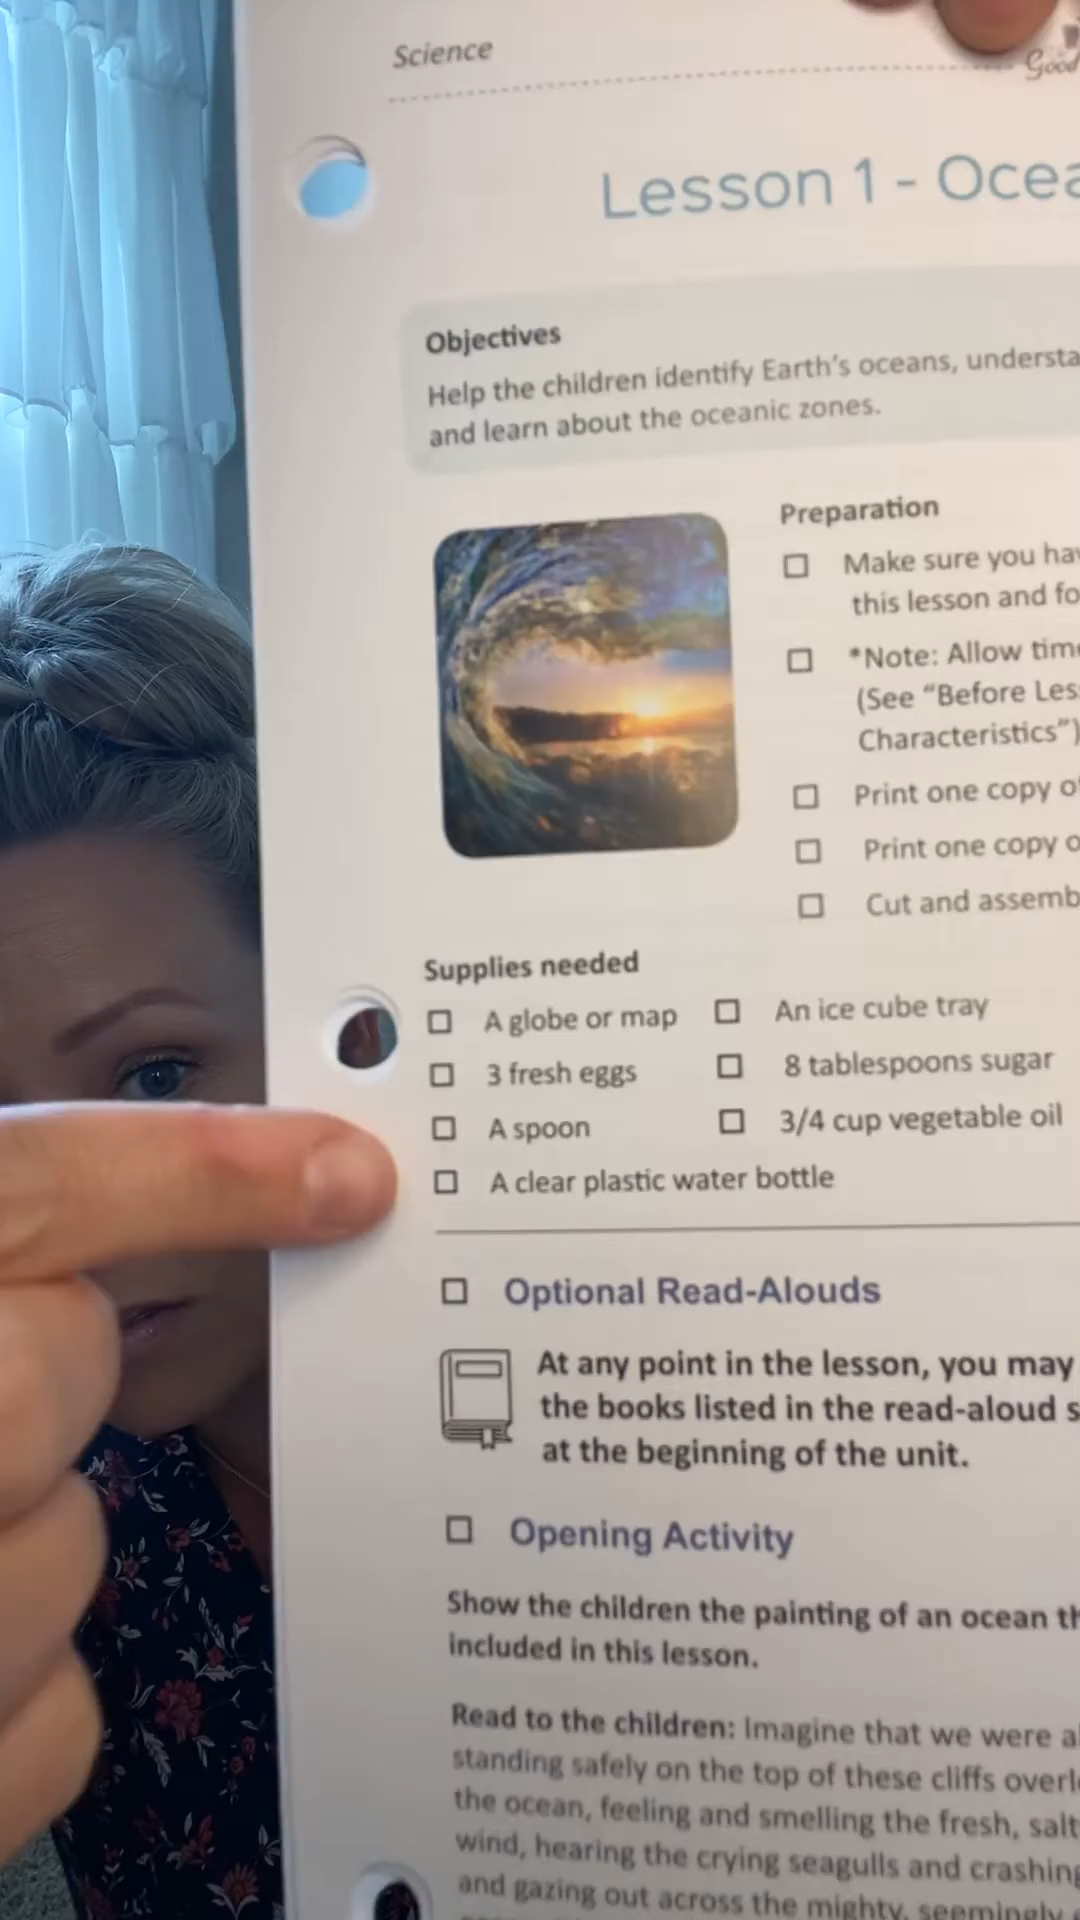 Science
Good
Lesson 1 - Ocea
Objectives
Help the children identify Earth's oceans, understa
and learn about the oceanic zones.
Preparation
Make sure you hav
this lesson and fo
*Note: Allow time
(See "Before Les
Characteristics")
Print one copy of
Print one copy o
Cut and assemb
Supplies needed
A globe or map
An ice cube tray
3 fresh eggs
8 tablespoons sugar
A spoon
3/4 cup vegetable oil
A clear plastic water bottle
Optional Read-Alouds
At any point in the lesson, you may
the books listed in the read-aloud s
at the beginning of the unit.
Opening Activity
Show the children the painting of an ocean th
included in this lesson.
Read to the children: Imagine that we were al
standing safely on the top of these cliffs overlo
the ocean, feeling and smelling the fresh, salt
wind, hearing the crying seagulls and crashing
and gazing out across the mighty, seemingly